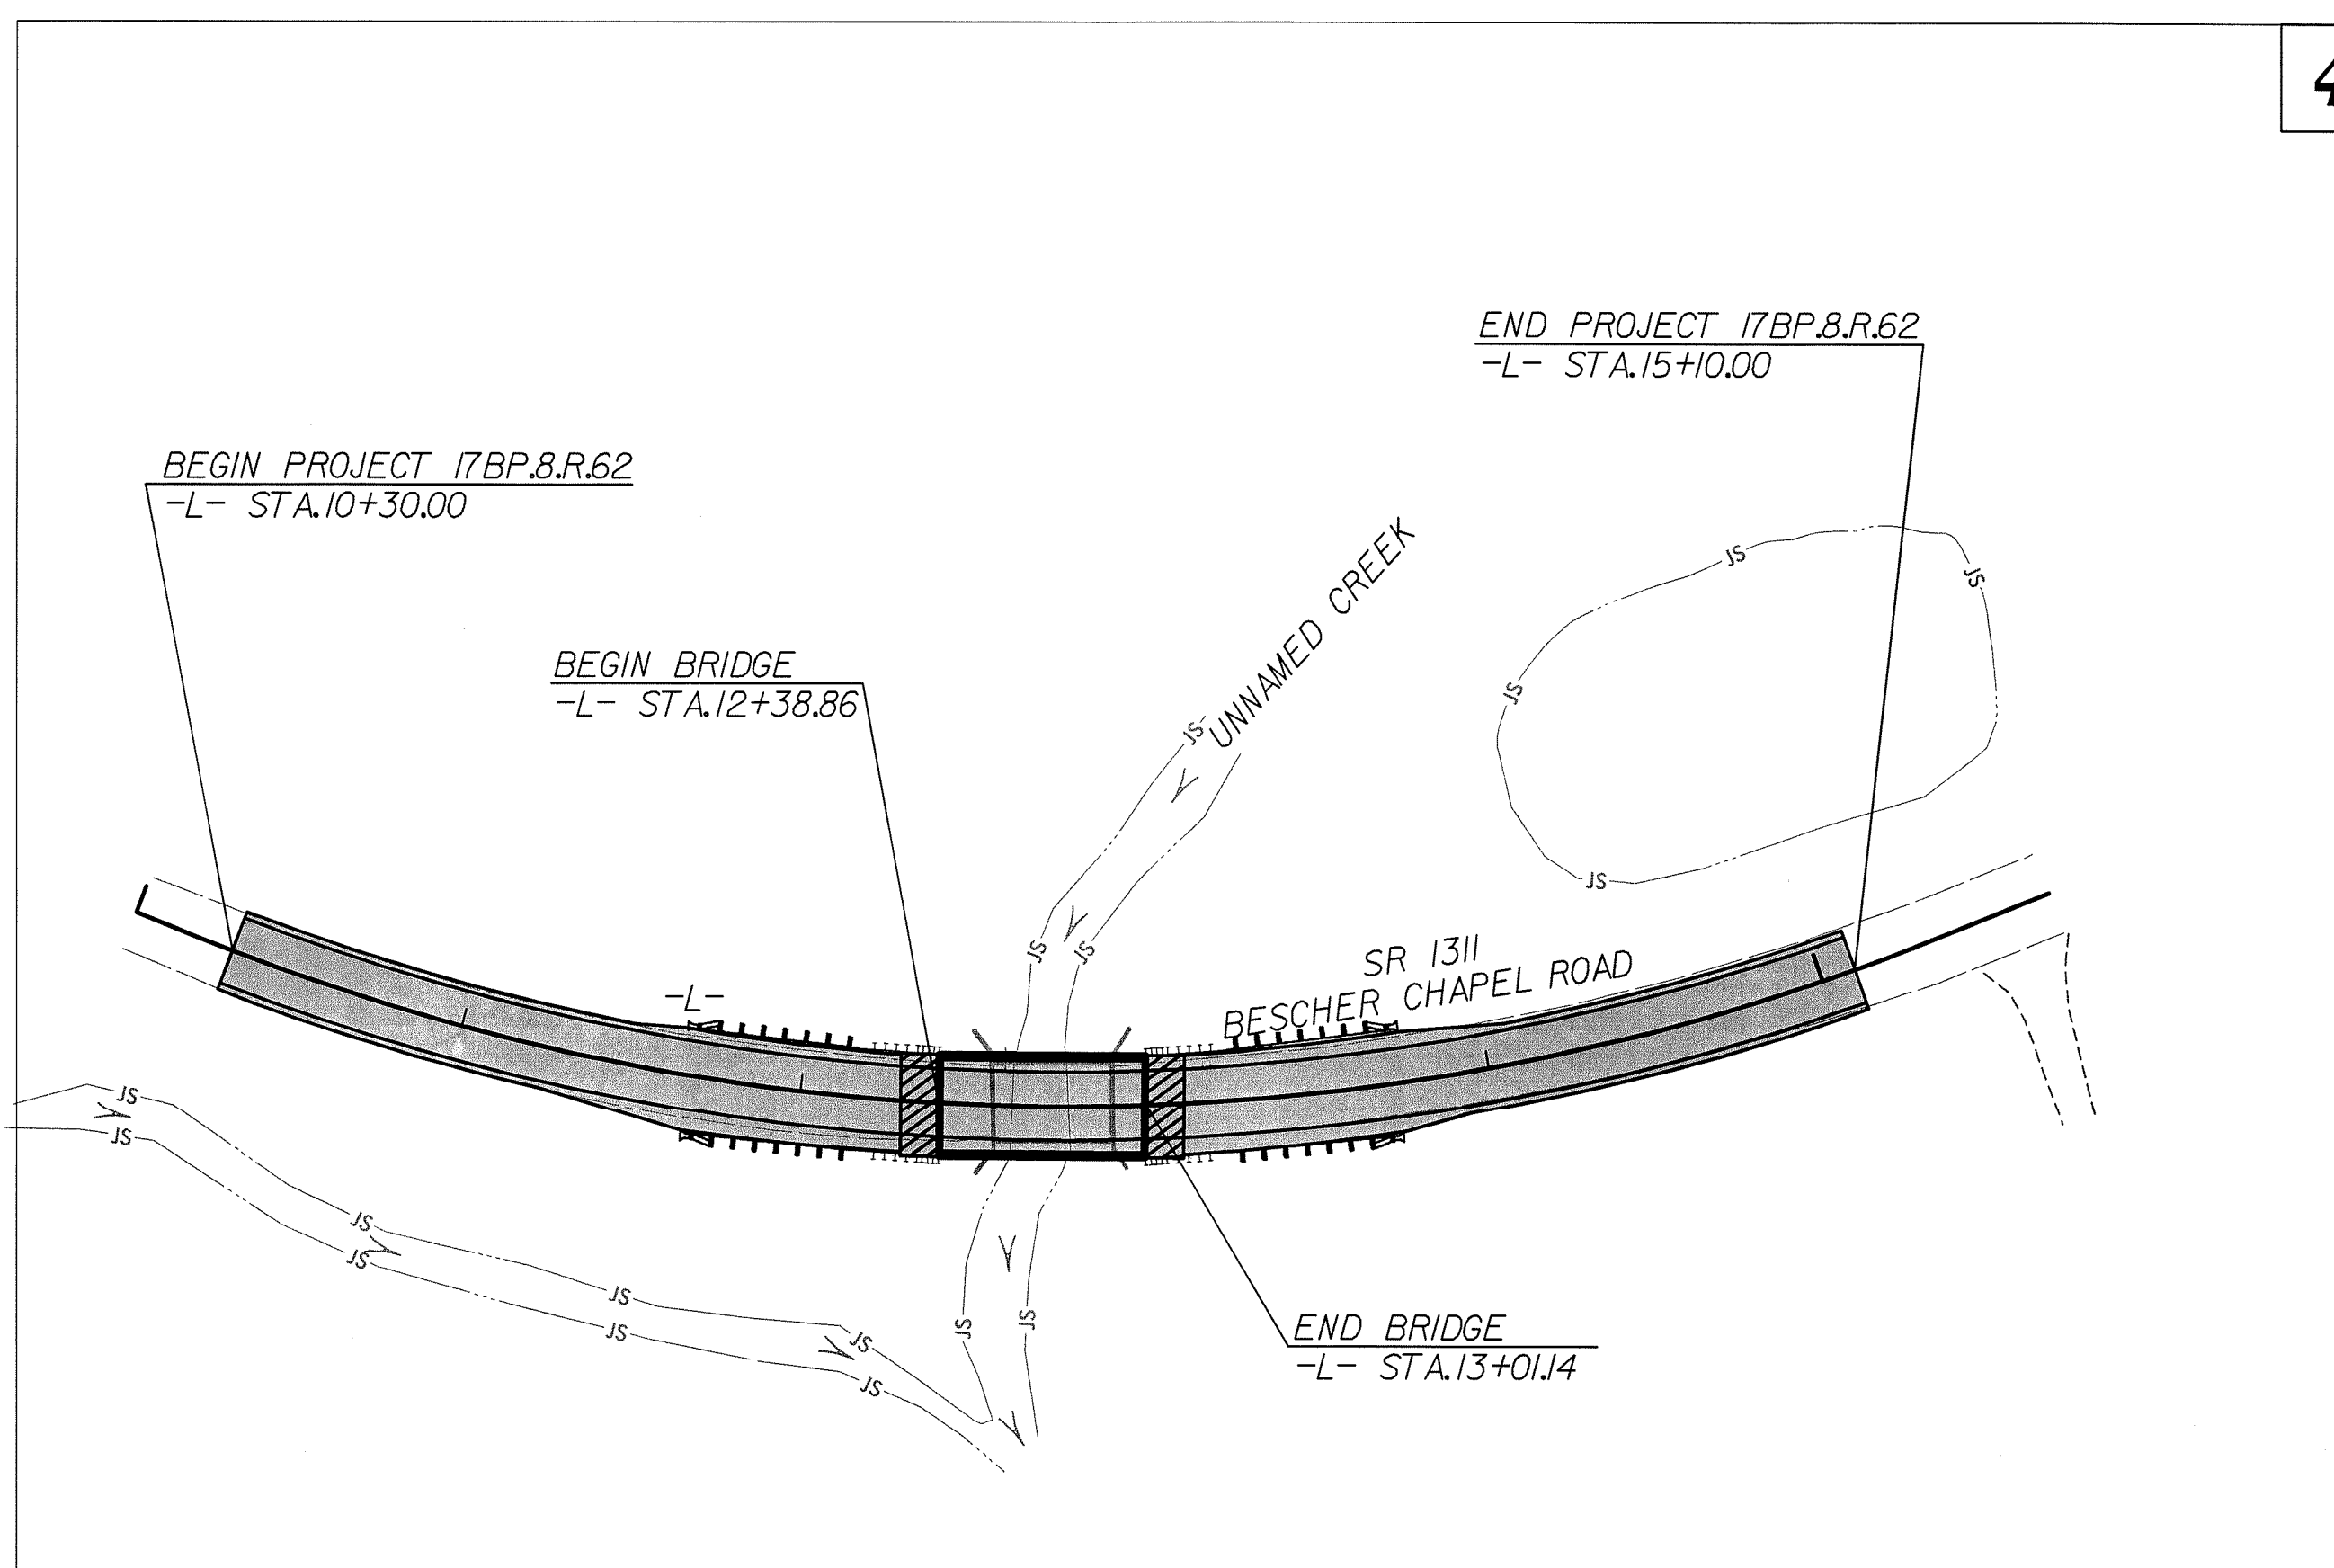 4
END PROJECT 17BP.8.R.62
-L- STA.15+10.00
BEGIN PROJECT 17BP.8.R.62
-L- STA.10+30.00
UNNAMED CREEK
JS
JS
BEGIN BRIDGE
-L- STA.12+38.86
JS
JS
JS
JS
JS
SR 1311
BESCHER CHAPEL ROAD
-L-
JS
JS
JS
JS
JS
JS
JS
JS
JS
JS
END BRIDGE
-L- STA.13+01.14